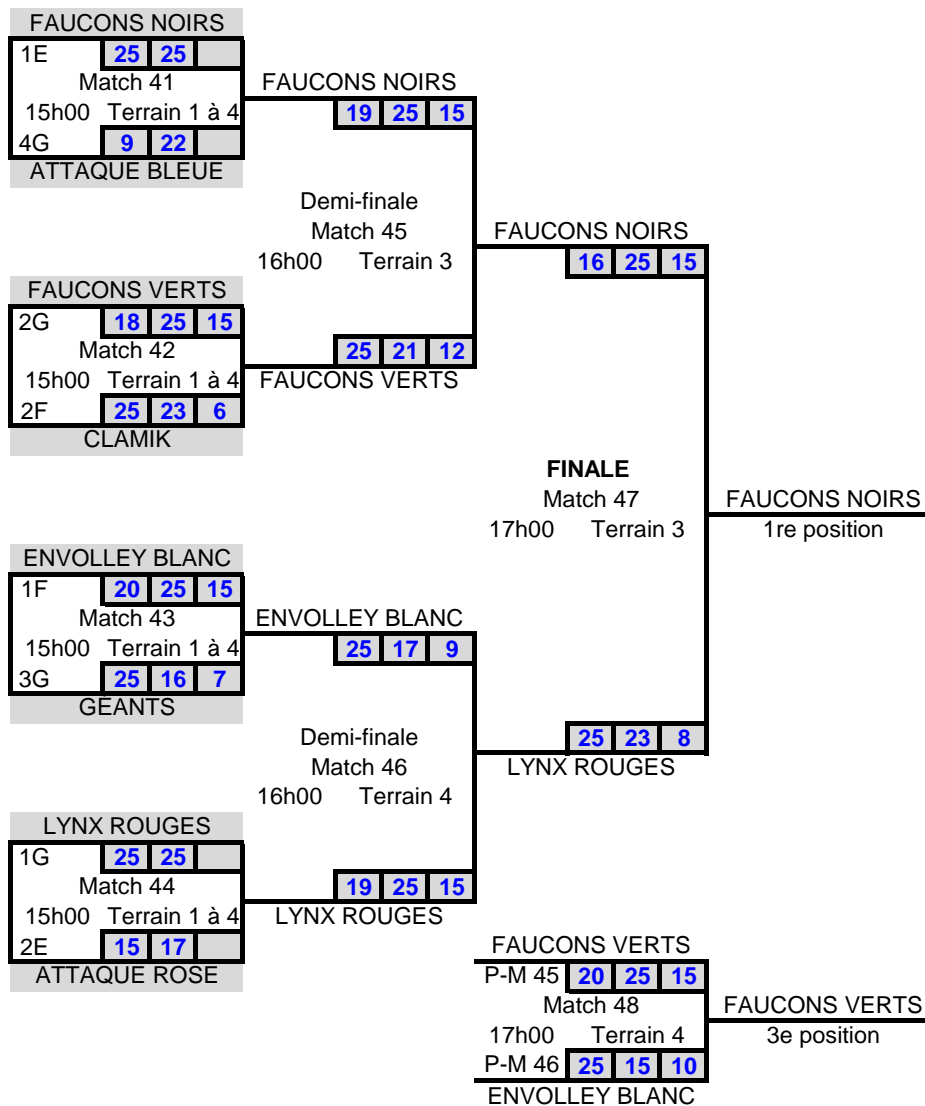 FAUCONS NOIRS
1E 25 25
Match 41
15h00 Terrain 1 à 4
4G 9 22
ATTAQUE BLEUE
FAUCONS NOIRS
19 25 15
Demi-finale
Match 45
16h00 Terrain 3
25 21 12
FAUCONS VERTS
FAUCONS VERTS
2G 18 25 15
Match 42
15h00 Terrain 1 à 4
2F 25 23 6
CLAMIK
FAUCONS NOIRS
16 25 15
FINALE
Match 47
17h00 Terrain 3
25 23 8
LYNX ROUGES
FAUCONS NOIRS
1re position
ENVOLLEY BLANC
1F 20 25 15
Match 43
15h00 Terrain 1 à 4
3G 25 16 7
GÉANTS
ENVOLLEY BLANC
25 17 9
Demi-finale
Match 46
16h00 Terrain 4
19 25 15
LYNX ROUGES
LYNX ROUGES
1G 25 25
Match 44
15h00 Terrain 1 à 4
2E 15 17
ATTAQUE ROSE
FAUCONS VERTS
P-M 45 20 25 15
Match 48
17h00 Terrain 4
P-M 46 25 15 10
ENVOLLEY BLANC
FAUCONS VERTS
3e position